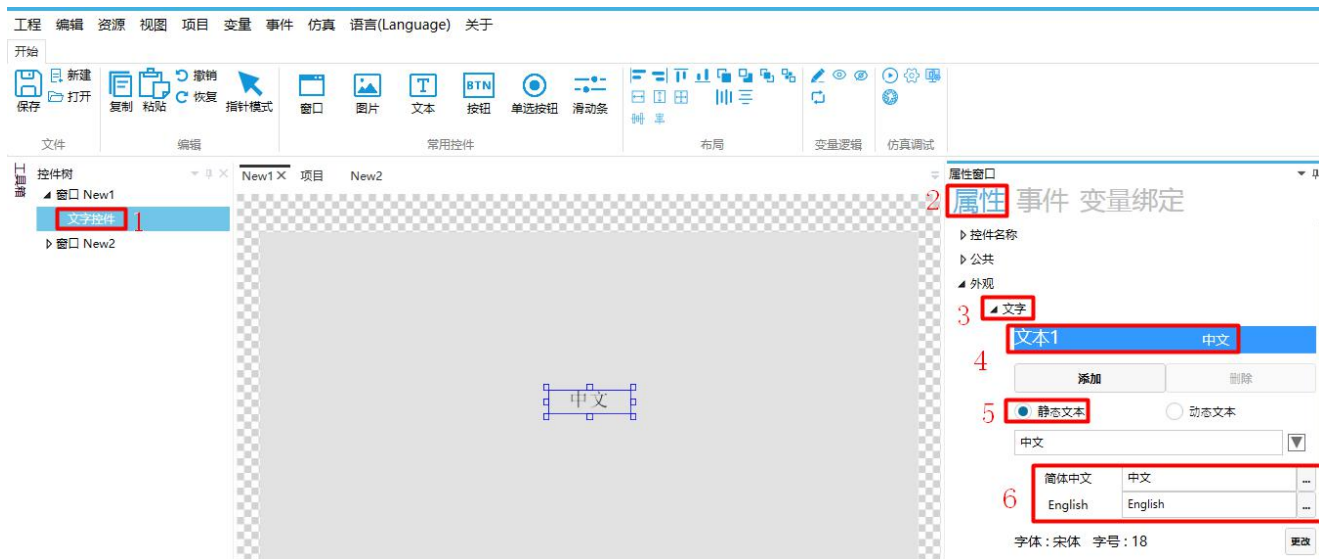 工程 编辑 资源 视图 项目 变量 事件 仿真 语言(Language) 关于
开始
保存 新建 打开 复制 粘贴 撤销 恢复 指针模式 窗口 图片 T 文本 BTN 按钮 单选按钮 滑动条
文件 编辑 常用控件 布局 变量逻辑 仿真调试
工具箱
控件树
窗口 New1
文字控件 1
窗口 New2
New1 项目 New2
中文
属性窗口
2 属性 事件 变量绑定
控件名称
公共
外观
3 文字
文本1 中文
4
添加 删除
5 静态文本 动态文本
中文
简体中文 中文 ...
6
English English ...
字体：宋体 字号：18 更改